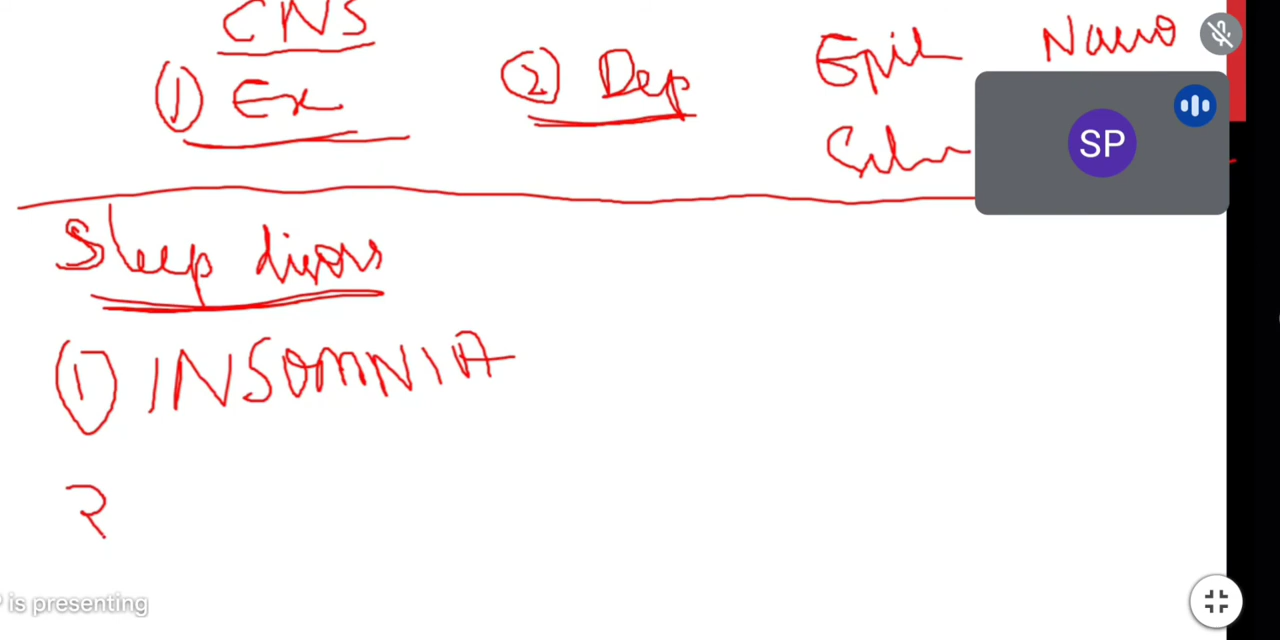 CNS
① Ex ② Dep Epil Narco
SP
Sleep disors
① INSOMNIA
2
is presenting